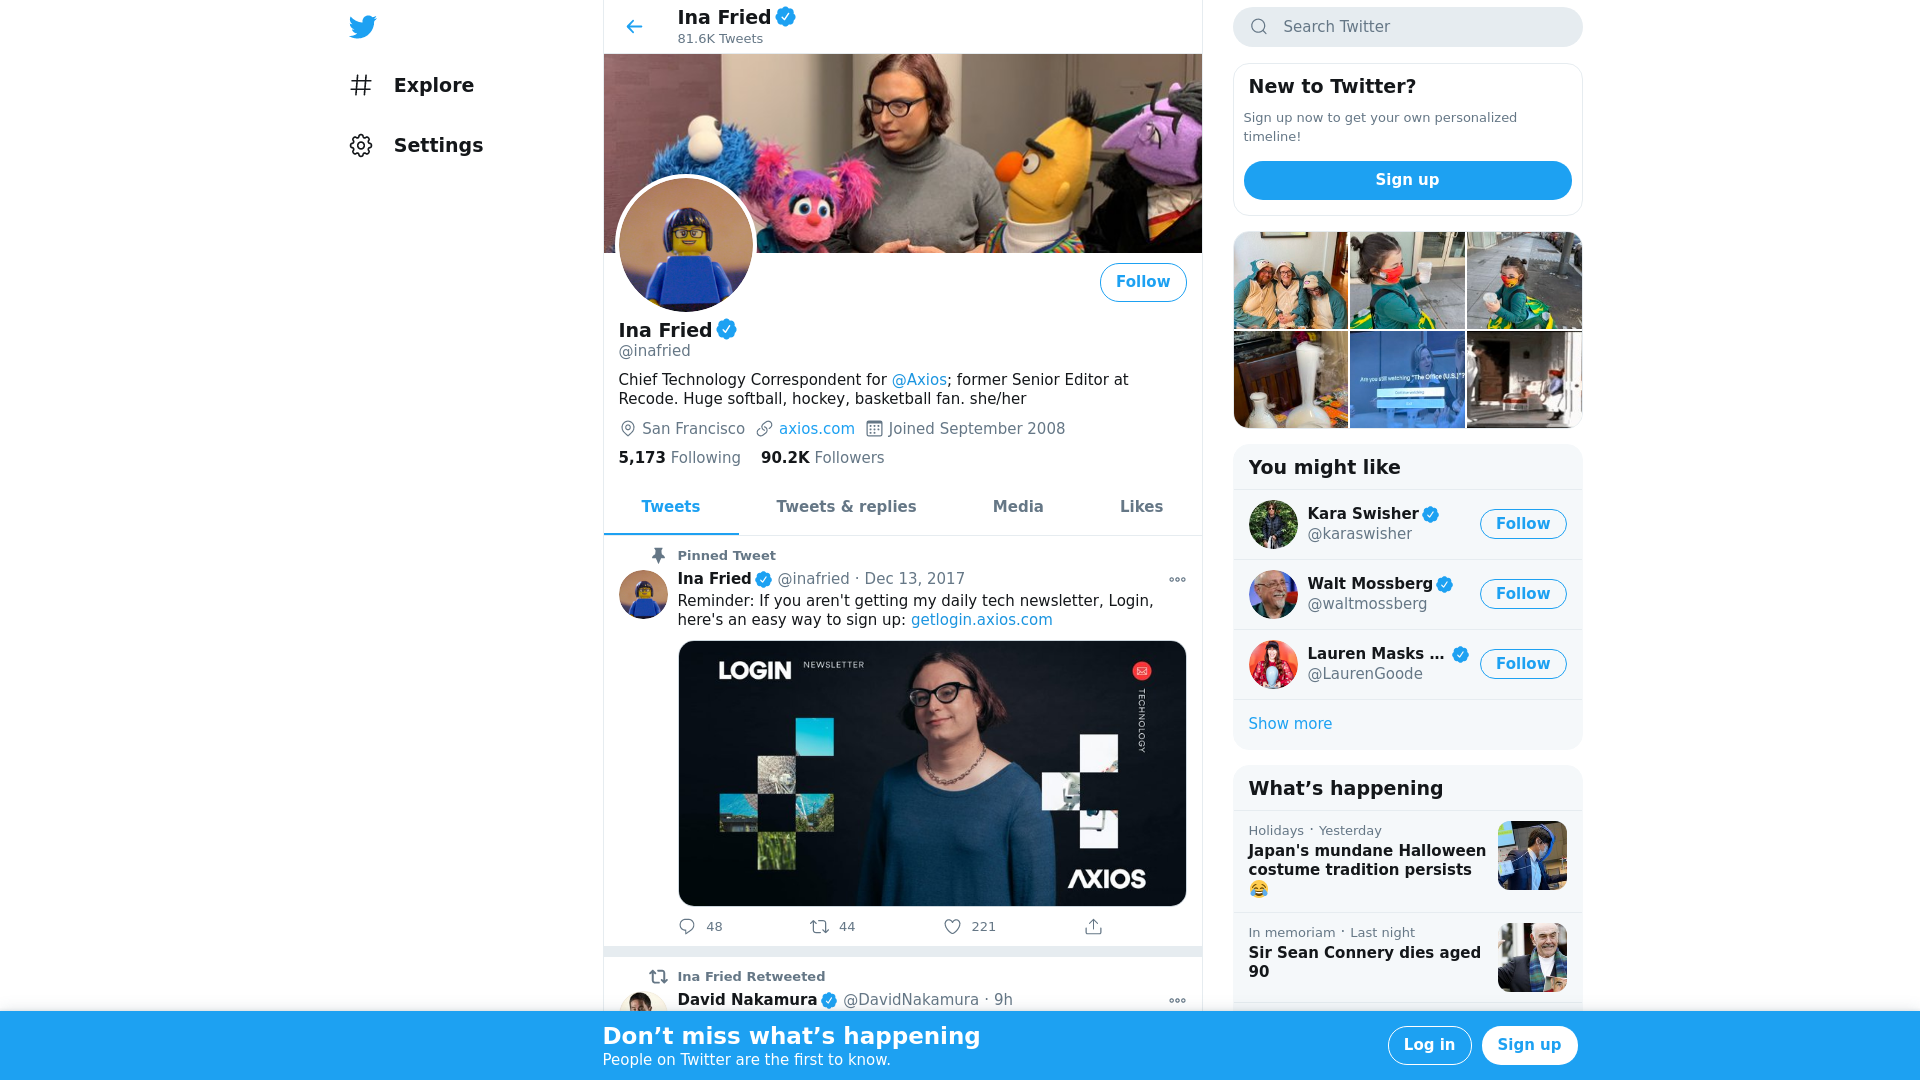 Explore
Settings
Ina Fried
81.6K Tweets
Follow
Ina Fried
@inafried
Chief Technology Correspondent for @Axios; former Senior Editor at
Recode. Huge softball, hockey, basketball fan. she/her
San Francisco axios.com Joined September 2008
5,173 Following 90.2K Followers
Tweets Tweets & replies Media Likes
Pinned Tweet
Ina Fried @inafried · Dec 13, 2017
Reminder: If you aren't getting my daily tech newsletter, Login,
here's an easy way to sign up: getlogin.axios.com
LOGIN NEWSLETTER
TECHNOLOGY
AXIOS
48 44 221
Ina Fried Retweeted
David Nakamura @DavidNakamura · 9h
Search Twitter
New to Twitter?
Sign up now to get your own personalized
timeline!
Sign up
Are you still watching "The Office (U.S.)"?
You might like
Kara Swisher
@karaswisher
Follow
Walt Mossberg
@waltmossberg
Follow
Lauren Masks ...
@LaurenGoode
Follow
Show more
What’s happening
Holidays · Yesterday
Japan's mundane Halloween
costume tradition persists
😂
In memoriam · Last night
Sir Sean Connery dies aged
90
Don’t miss what’s happening
People on Twitter are the first to know.
Log in
Sign up